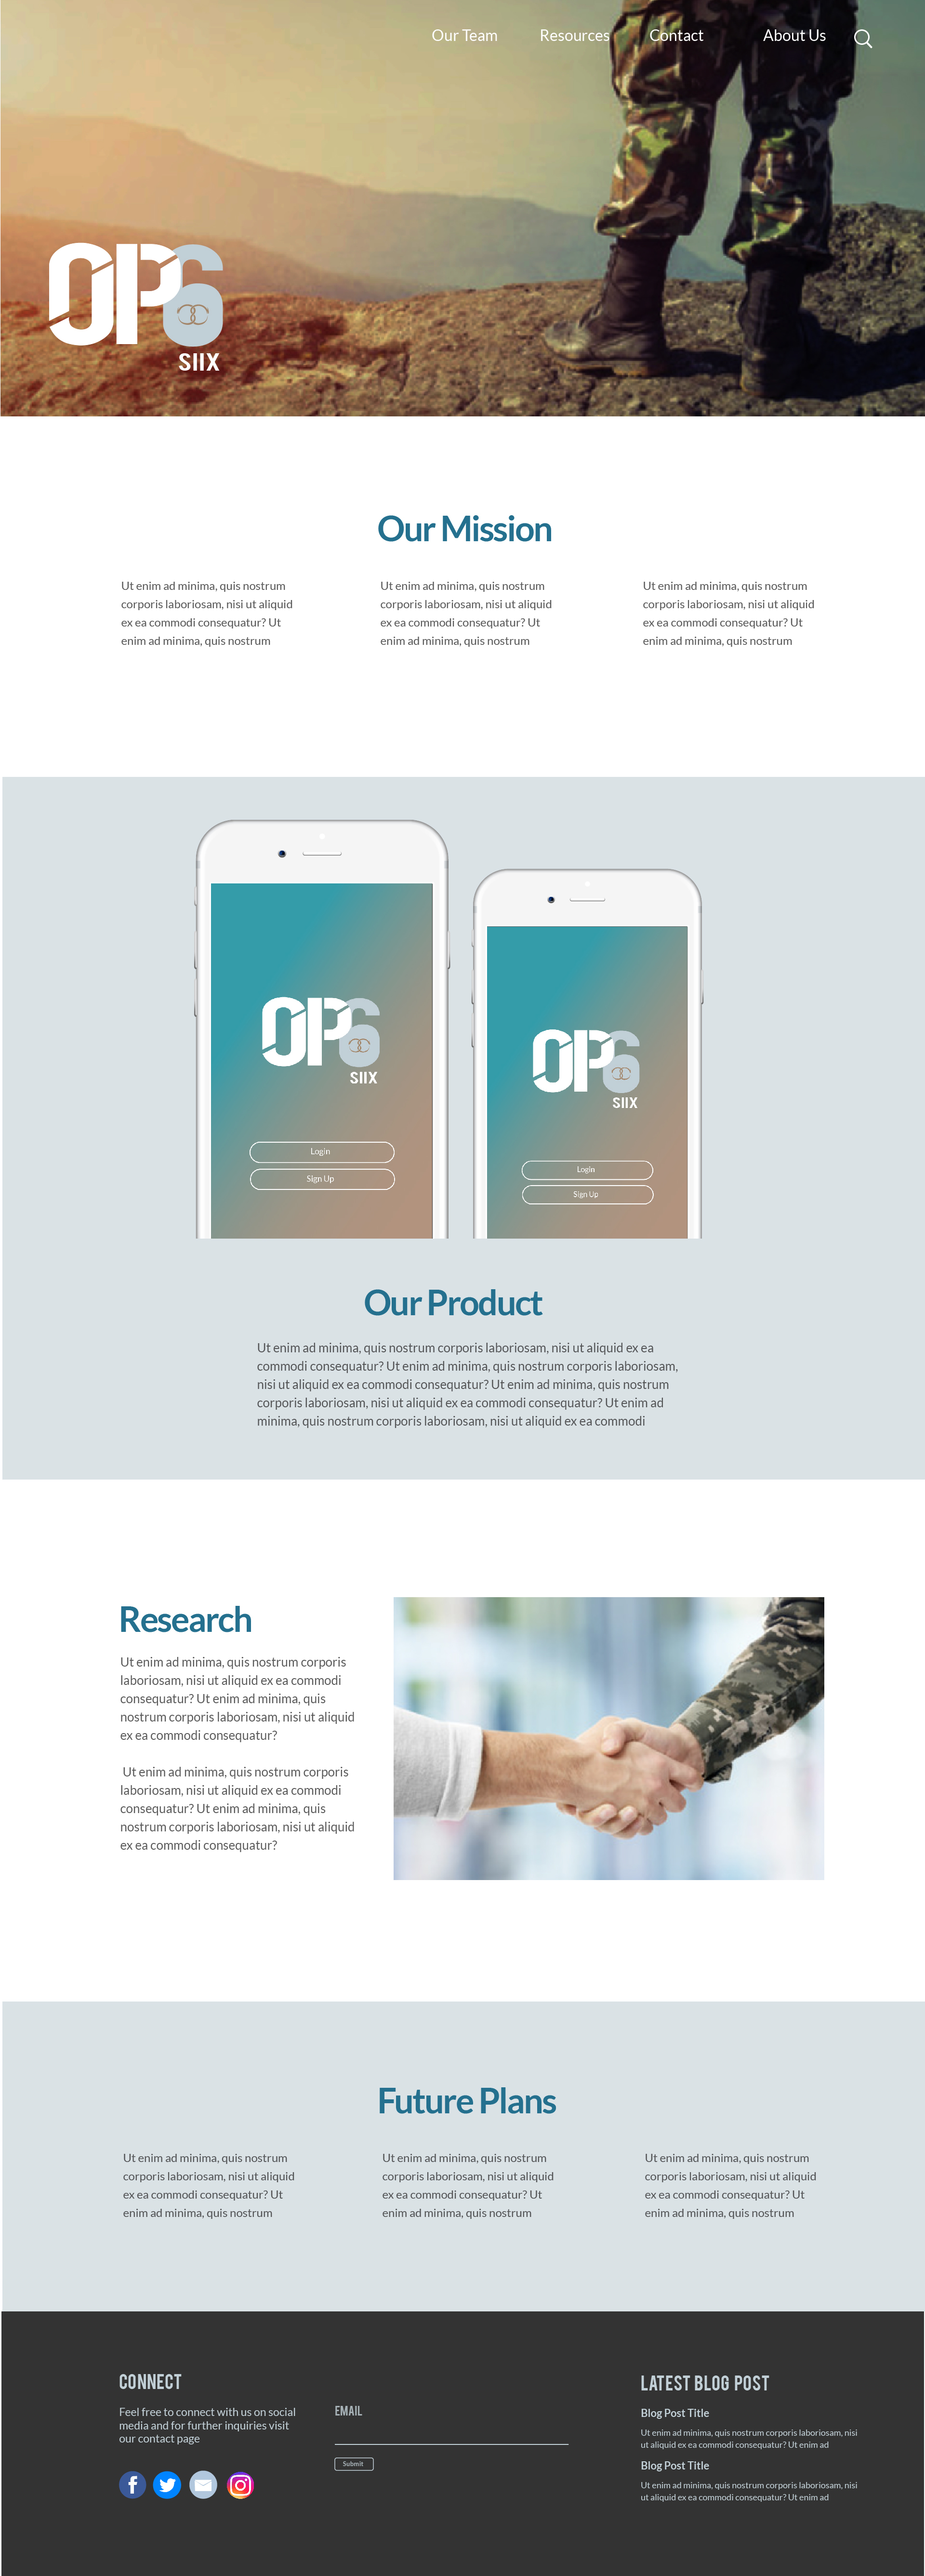 Our Team Resources Contact About Us
OP6
SIIX
Our Mission
Ut enim ad minima, quis nostrum
corporis laboriosam, nisi ut aliquid
ex ea commodi consequatur? Ut
enim ad minima, quis nostrum
Ut enim ad minima, quis nostrum
corporis laboriosam, nisi ut aliquid
ex ea commodi consequatur? Ut
enim ad minima, quis nostrum
Ut enim ad minima, quis nostrum
corporis laboriosam, nisi ut aliquid
ex ea commodi consequatur? Ut
enim ad minima, quis nostrum
OP6
SIIX
Login
Sign Up
OP6
SIIX
Login
Sign Up
Our Product
Ut enim ad minima, quis nostrum corporis laboriosam, nisi ut aliquid ex ea
commodi consequatur? Ut enim ad minima, quis nostrum corporis laboriosam,
nisi ut aliquid ex ea commodi consequatur? Ut enim ad minima, quis nostrum
corporis laboriosam, nisi ut aliquid ex ea commodi consequatur? Ut enim ad
minima, quis nostrum corporis laboriosam, nisi ut aliquid ex ea commodi
Research
Ut enim ad minima, quis nostrum corporis
laboriosam, nisi ut aliquid ex ea commodi
consequatur? Ut enim ad minima, quis
nostrum corporis laboriosam, nisi ut aliquid
ex ea commodi consequatur?
Ut enim ad minima, quis nostrum corporis
laboriosam, nisi ut aliquid ex ea commodi
consequatur? Ut enim ad minima, quis
nostrum corporis laboriosam, nisi ut aliquid
ex ea commodi consequatur?
Future Plans
Ut enim ad minima, quis nostrum
corporis laboriosam, nisi ut aliquid
ex ea commodi consequatur? Ut
enim ad minima, quis nostrum
Ut enim ad minima, quis nostrum
corporis laboriosam, nisi ut aliquid
ex ea commodi consequatur? Ut
enim ad minima, quis nostrum
Ut enim ad minima, quis nostrum
corporis laboriosam, nisi ut aliquid
ex ea commodi consequatur? Ut
enim ad minima, quis nostrum
CONNECT
Feel free to connect with us on social
media and for further inquiries visit
our contact page
EMAIL
Submit
LATEST BLOG POST
Blog Post Title
Ut enim ad minima, quis nostrum corporis laboriosam, nisi
ut aliquid ex ea commodi consequatur? Ut enim ad
Blog Post Title
Ut enim ad minima, quis nostrum corporis laboriosam, nisi
ut aliquid ex ea commodi consequatur? Ut enim ad